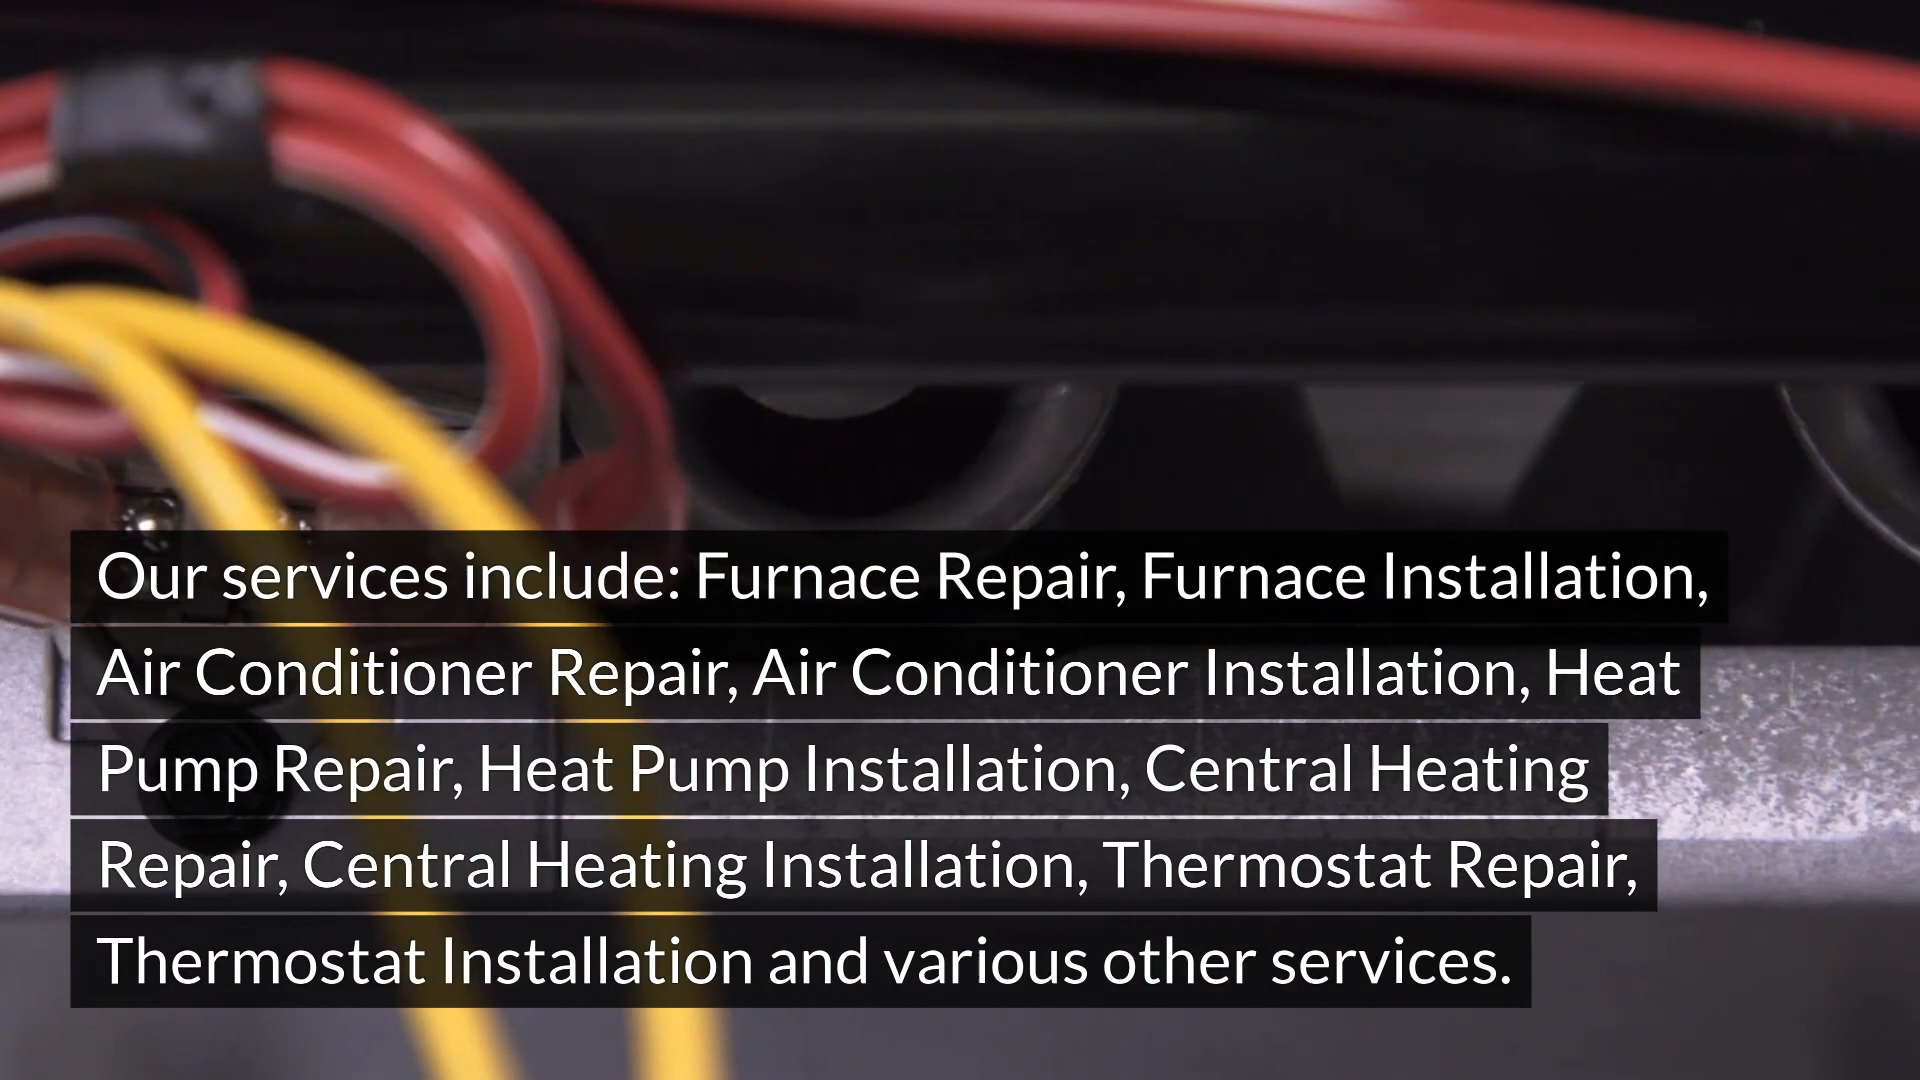 Our services include: Furnace Repair, Furnace Installation,
Air Conditioner Repair, Air Conditioner Installation, Heat
Pump Repair, Heat Pump Installation, Central Heating
Repair, Central Heating Installation, Thermostat Repair,
Thermostat Installation and various other services.